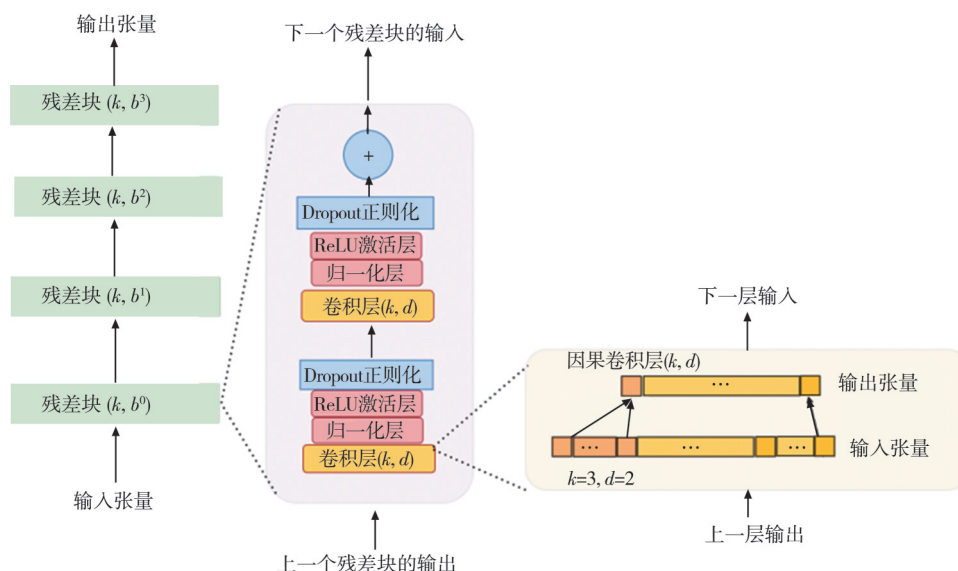 输出张量
残差块 (k, b³)
残差块 (k, b²)
残差块 (k, b¹)
残差块 (k, b⁰)
输入张量
下一个残差块的输入
+
Dropout正则化
ReLU激活层
归一化层
卷积层(k, d)
Dropout正则化
ReLU激活层
归一化层
卷积层(k, d)
上一个残差块的输出
下一层输入
因果卷积层(k, d)
...
输出张量
... ... ...
输入张量
k=3, d=2
上一层输出